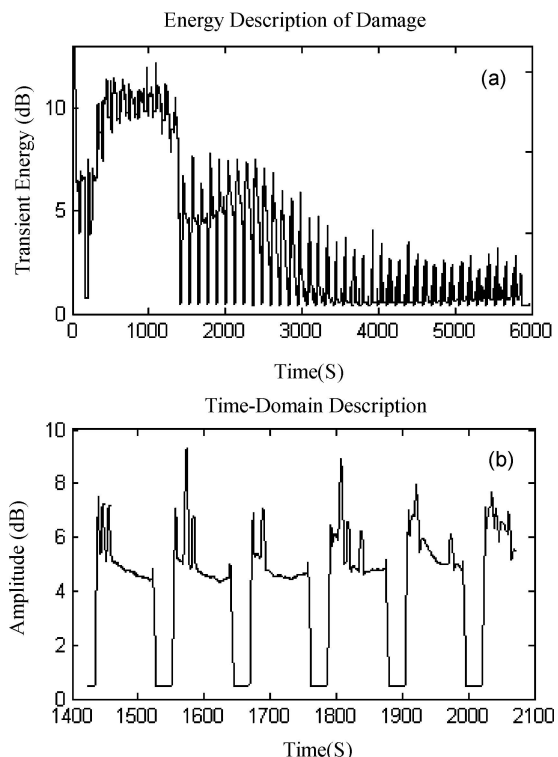 Energy Description of Damage
(a)
Transient Energy (dB)
10
5
0
0 1000 2000 3000 4000 5000 6000
Time(S)
Time-Domain Description
(b)
Amplitude (dB)
10
8
6
4
2
0
1400 1500 1600 1700 1800 1900 2000 2100
Time(S)